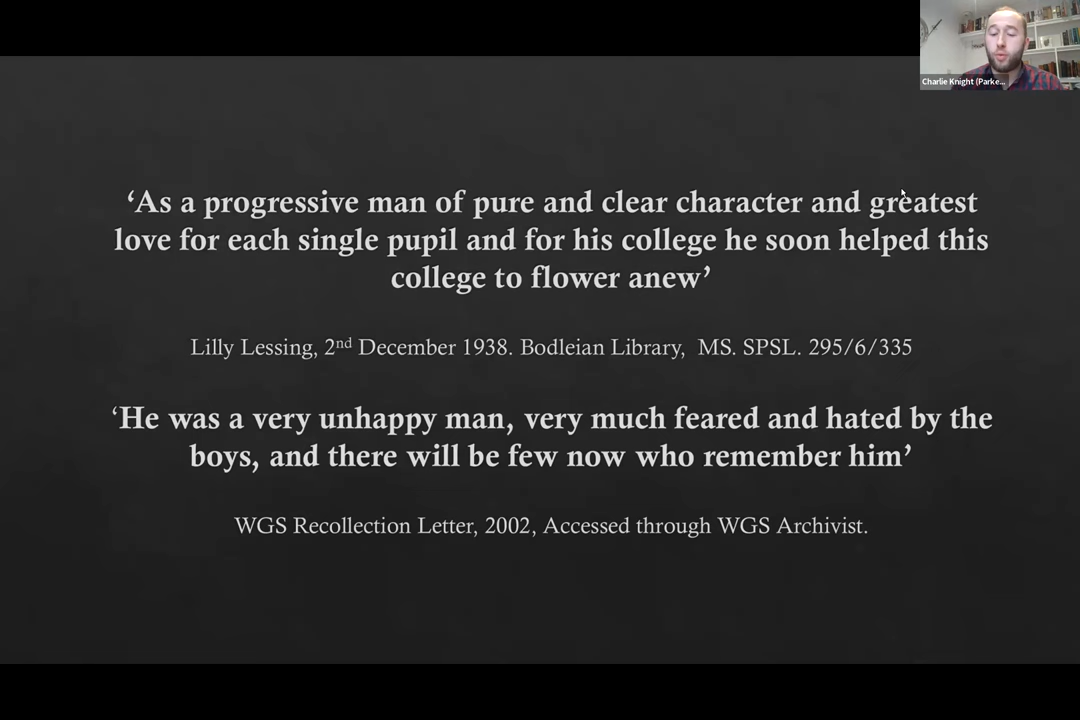 Charlie Knight (Parke...
‘As a progressive man of pure and clear character and greatest
love for each single pupil and for his college he soon helped this
college to flower anew’
Lilly Lessing, 2nd December 1938. Bodleian Library, MS. SPSL. 295/6/335
‘He was a very unhappy man, very much feared and hated by the
boys, and there will be few now who remember him’
WGS Recollection Letter, 2002, Accessed through WGS Archivist.